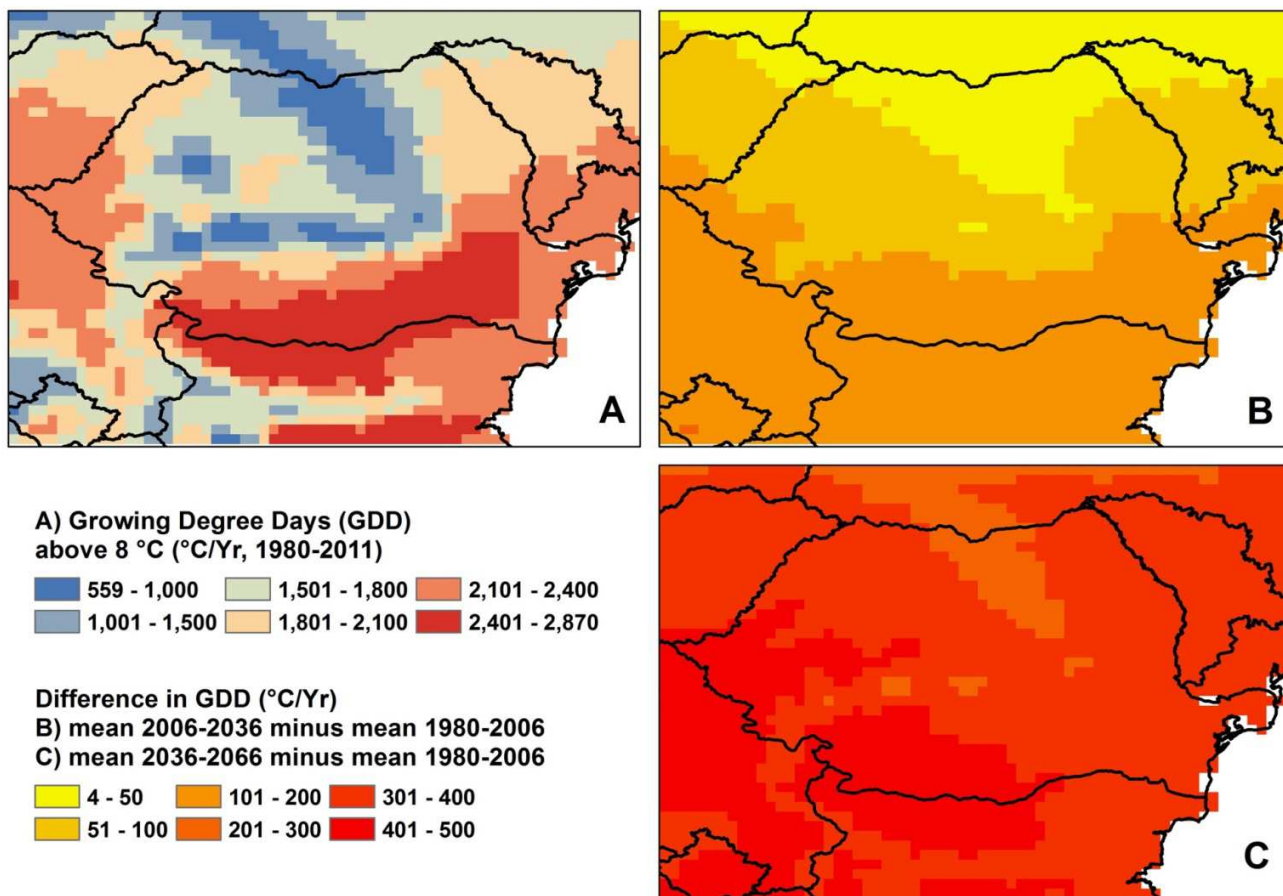 A
B
A) Growing Degree Days (GDD)
above 8 °C (°C/Yr, 1980-2011)
559 - 1,000 1,501 - 1,800 2,101 - 2,400
1,001 - 1,500 1,801 - 2,100 2,401 - 2,870
Difference in GDD (°C/Yr)
B) mean 2006-2036 minus mean 1980-2006
C) mean 2036-2066 minus mean 1980-2006
4 - 50 101 - 200 301 - 400
51 - 100 201 - 300 401 - 500
C